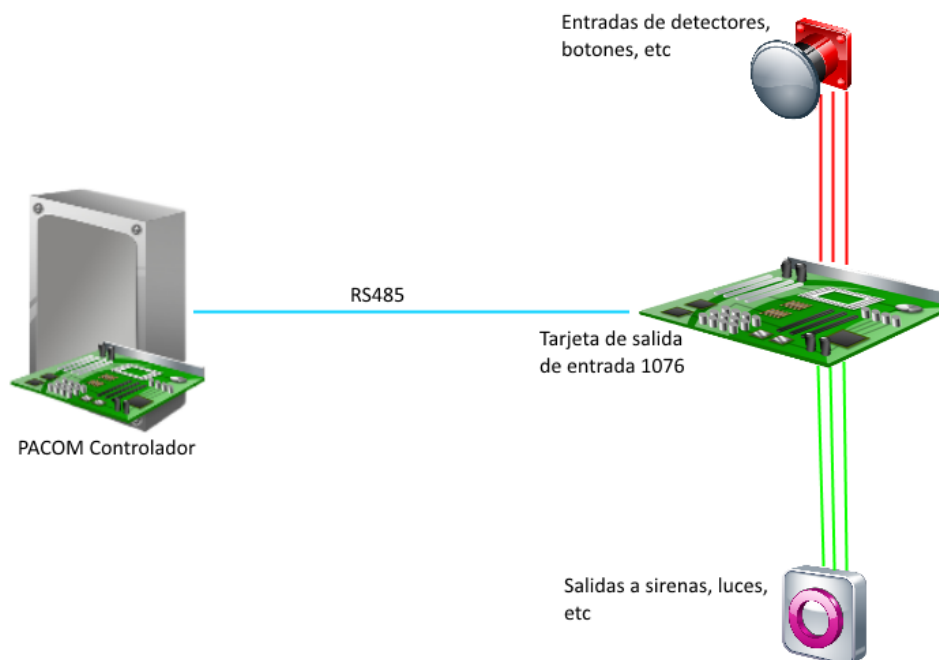 Entradas de detectores,
botones, etc
RS485
Tarjeta de salida
de entrada 1076
PACOM Controlador
Salidas a sirenas, luces,
etc